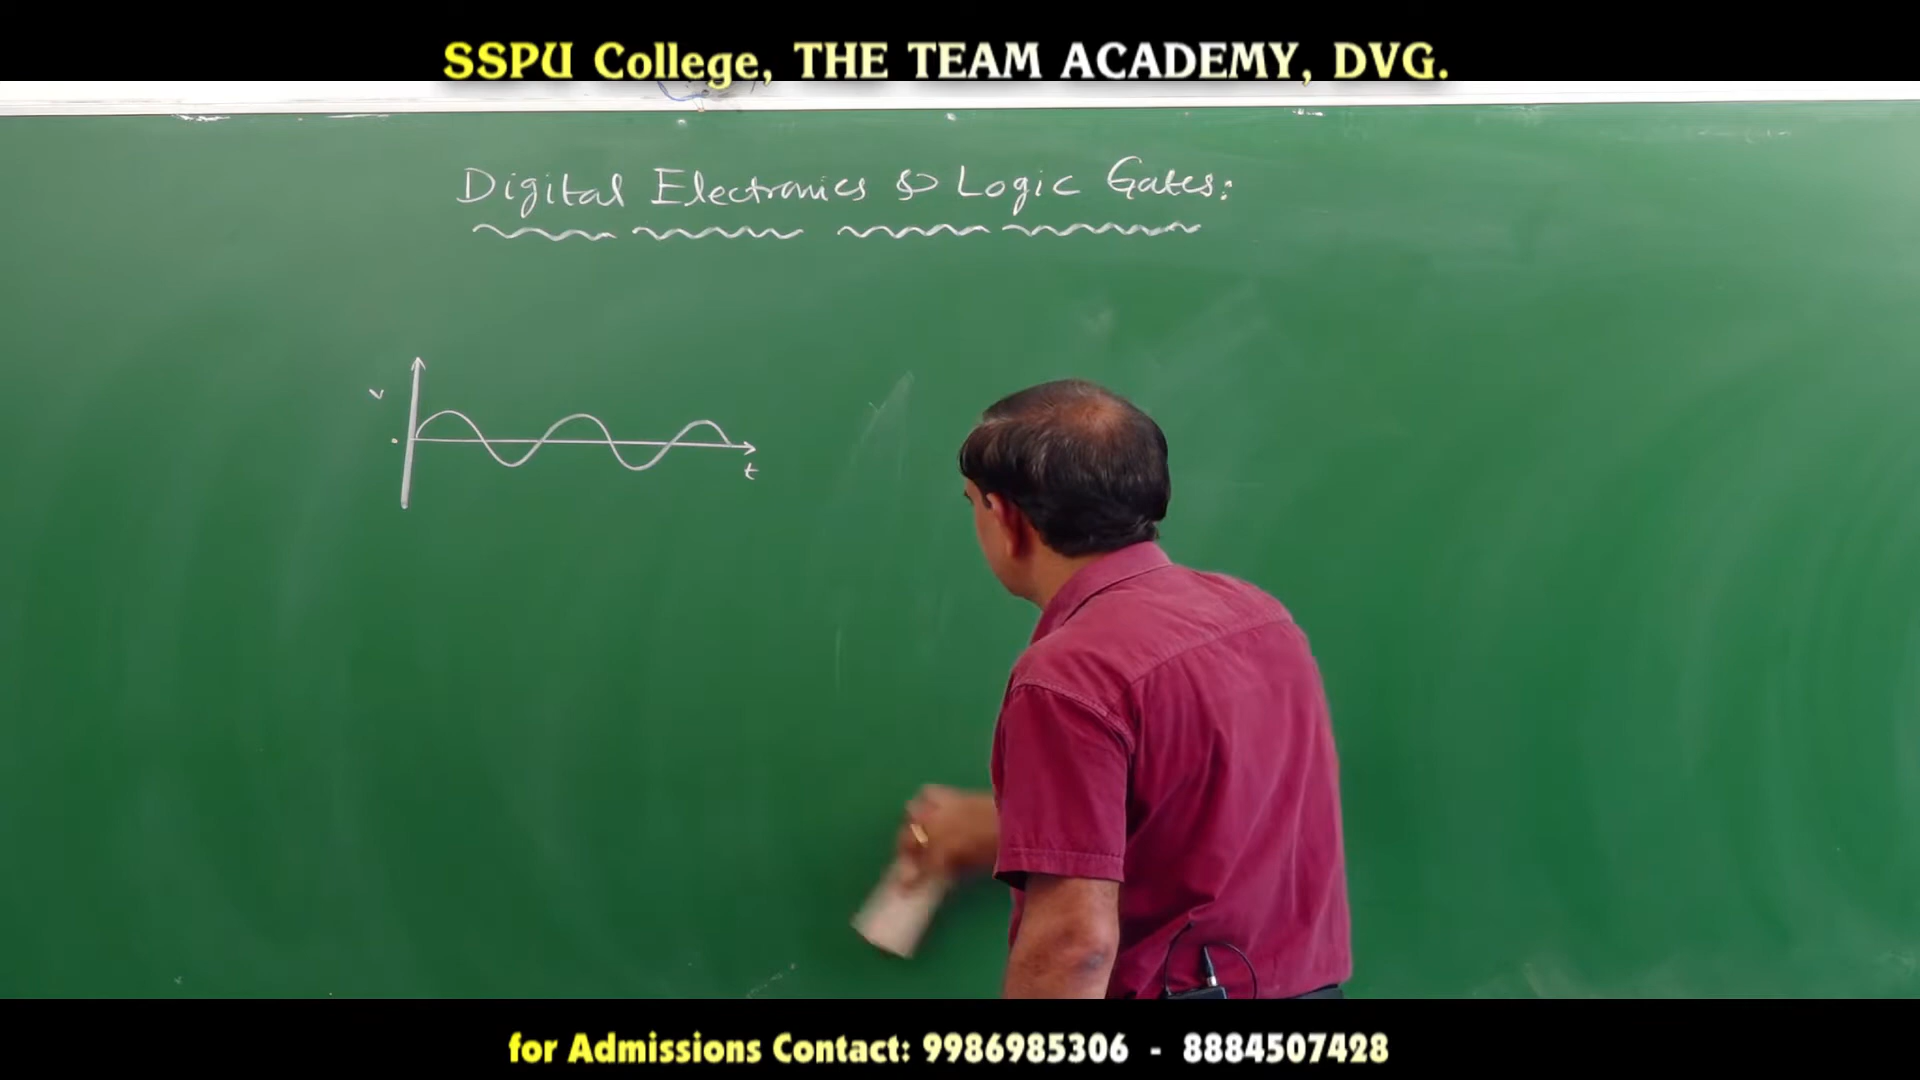 SSPU College, THE TEAM ACADEMY, DVG.
Digital Electronics & Logic Gates:
v
t
for Admissions Contact: 9986985306 - 8884507428